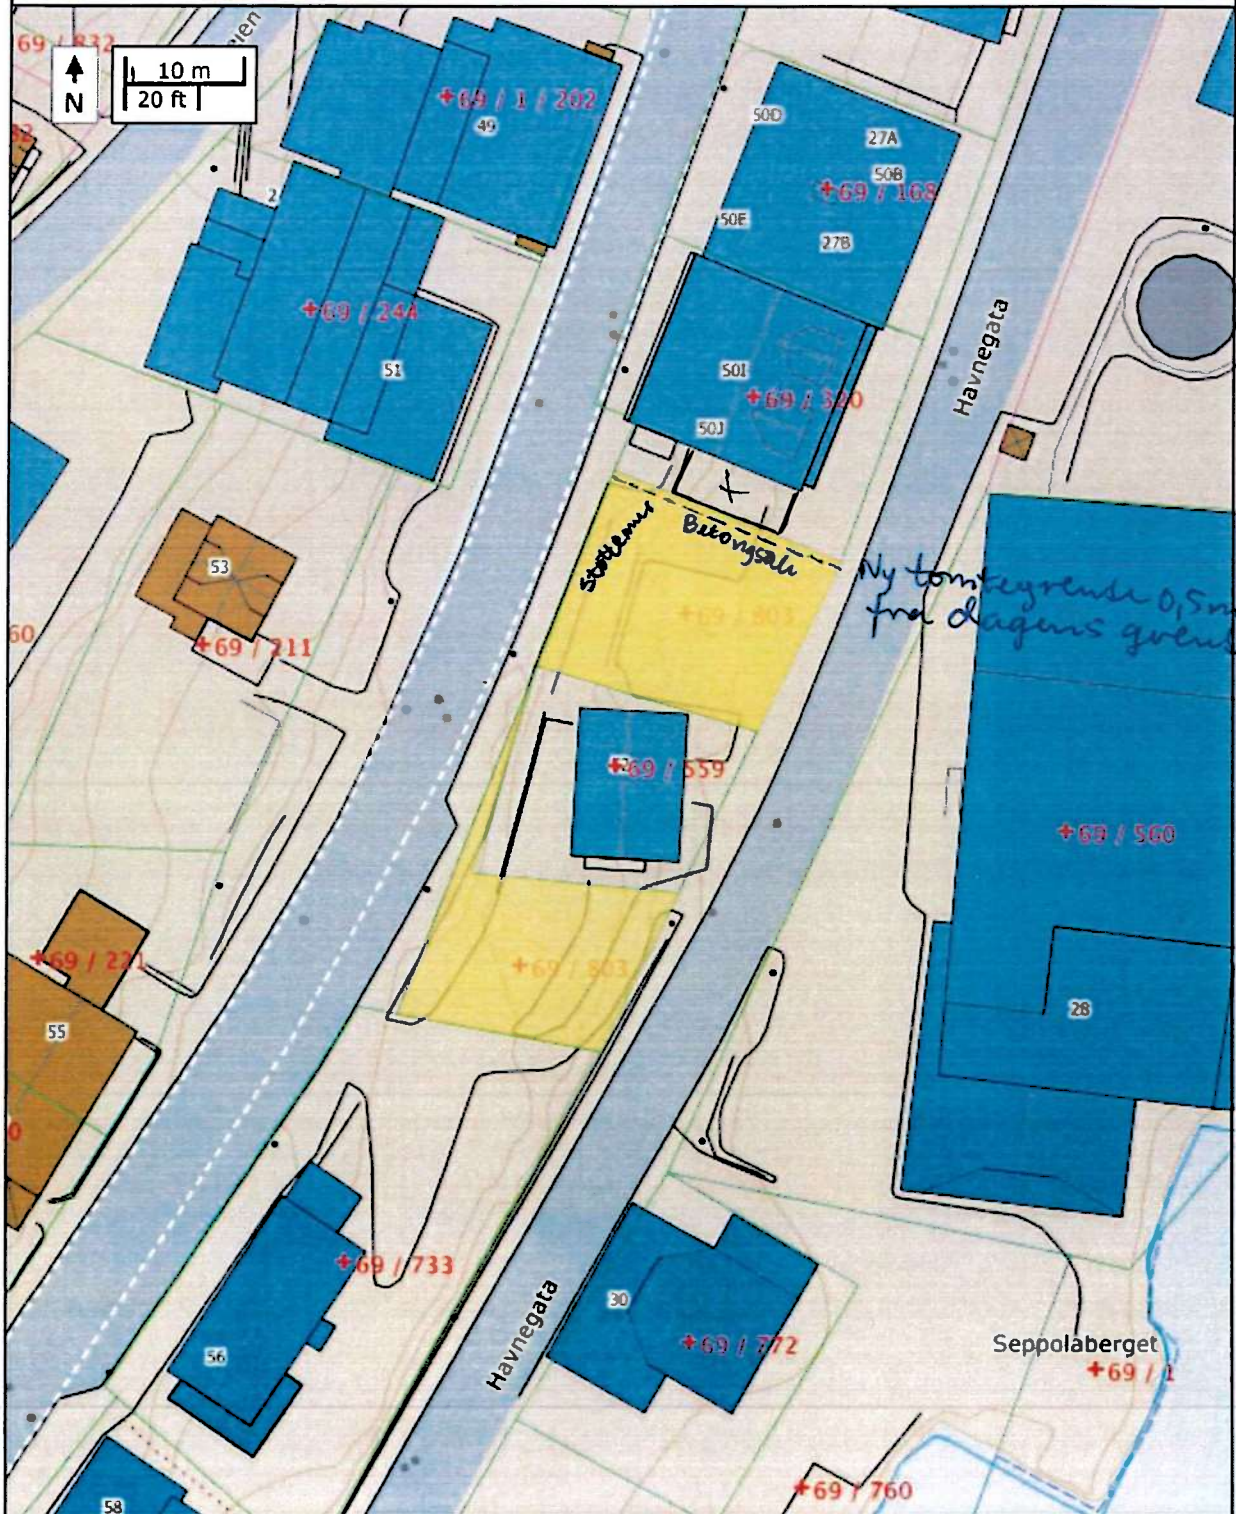 69 / 832
10 m
N
20 ft
69 / 1 / 202
49
50D
27A
50B
69 / 168
50E
27B
2
69 / 244
51
50I
69 / 320
50J
Havnegata
X
Støttemur
Betongsåle
Ny tomtegrense 0,5m
fra dagens grens
53
69 / 211
60
69 / 803
69 / 559
69 / 560
69 / 221
55
69 / 803
28
0
69 / 733
56
30
69 / 772
Havnegata
Seppolaberget
69 / 1
69 / 760
58